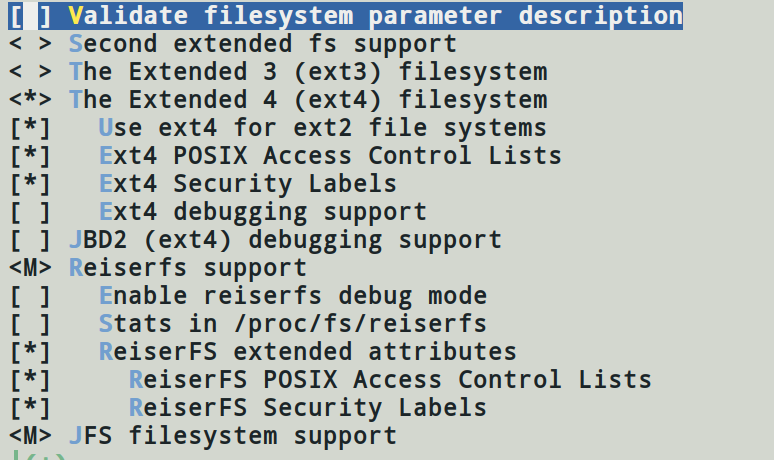 [ ] Validate filesystem parameter description
< > Second extended fs support
< > The Extended 3 (ext3) filesystem
<*> The Extended 4 (ext4) filesystem
[*]   Use ext4 for ext2 file systems
[*]   Ext4 POSIX Access Control Lists
[*]   Ext4 Security Labels
[ ]   Ext4 debugging support
[ ] JBD2 (ext4) debugging support
<M> Reiserfs support
[ ]   Enable reiserfs debug mode
[ ]   Stats in /proc/fs/reiserfs
[*]   ReiserFS extended attributes
[*]     ReiserFS POSIX Access Control Lists
[*]     ReiserFS Security Labels
<M> JFS filesystem support